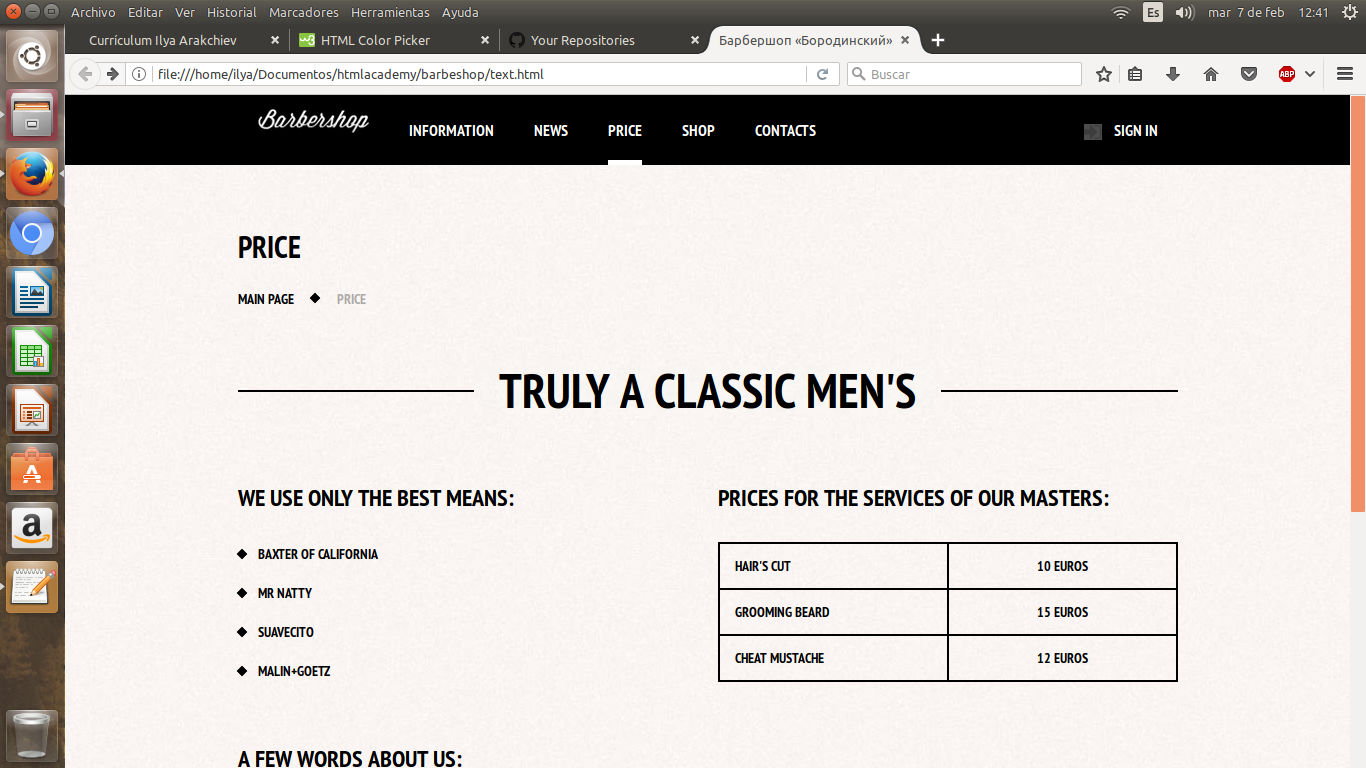 Archivo Editar Ver Historial Marcadores Herramientas Ayuda Es mar 7 de feb 12:41
Currículum Ilya Arakchiev HTML Color Picker Your Repositories Барбершоп «Бородинский»
file:///home/ilya/Documentos/htmlacademy/barbeshop/text.html Buscar ABP
Barbershop INFORMATION NEWS PRICE SHOP CONTACTS SIGN IN
PRICE
MAIN PAGE PRICE
TRULY A CLASSIC MEN'S
WE USE ONLY THE BEST MEANS:
BAXTER OF CALIFORNIA
MR NATTY
SUAVECITO
MALIN+GOETZ
PRICES FOR THE SERVICES OF OUR MASTERS:
HAIR'S CUT 10 EUROS
GROOMING BEARD 15 EUROS
CHEAT MUSTACHE 12 EUROS
A FEW WORDS ABOUT US: